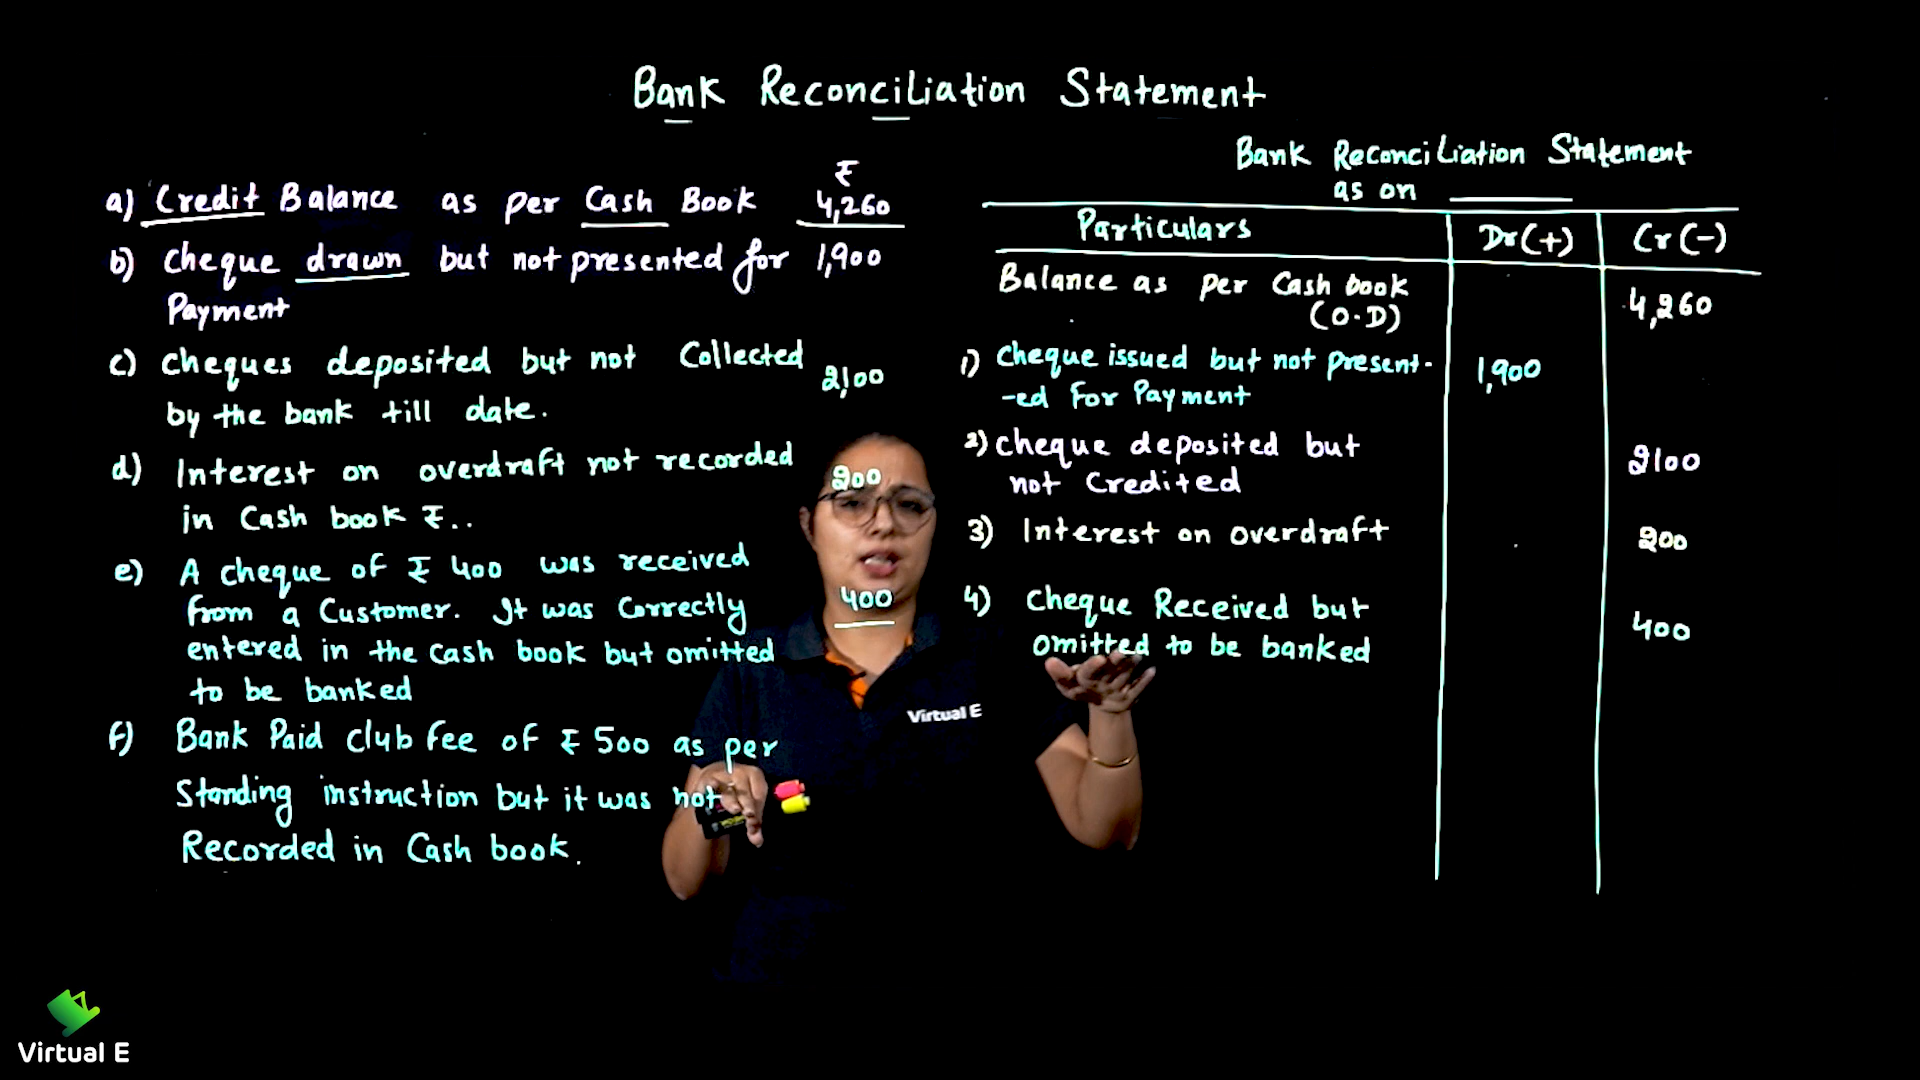 Bank Reconciliation Statement
₹
a) Credit Balance as per Cash Book 4,260
b) cheque drawn but not presented for 1,900
Payment
c) cheques deposited but not Collected
by the bank till date. 2,100
d) Interest on overdraft not recorded 200
in Cash book ₹..
e) A cheque of ₹ 400 was received
from a Customer. It was Correctly 400
entered in the cash book but omitted
to be banked
f) Bank Paid club fee of ₹ 500 as per
Standing instruction but it was not
Recorded in Cash book.
Bank Reconciliation Statement
as on
Particulars Dr(+) Cr(-)
Balance as per Cash book
(O.D) 4,260
1) Cheque issued but not present- 1,900
-ed For Payment
2) cheque deposited but
not Credited 2100
3) Interest on overdraft 200
4) Cheque Received but
omitted to be banked 400
Virtual E
Virtual E